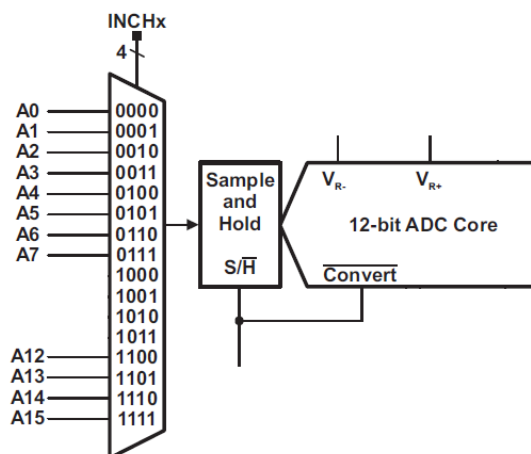 INCHx
4
A0 0000
A1 0001
A2 0010
A3 0011
A4 0100
A5 0101
A6 0110
A7 0111
1000
1001
1010
1011
A12 1100
A13 1101
A14 1110
A15 1111
Sample
and
Hold
S/H̅
VR- VR+
12-bit ADC Core
C̅o̅n̅v̅e̅r̅t̅